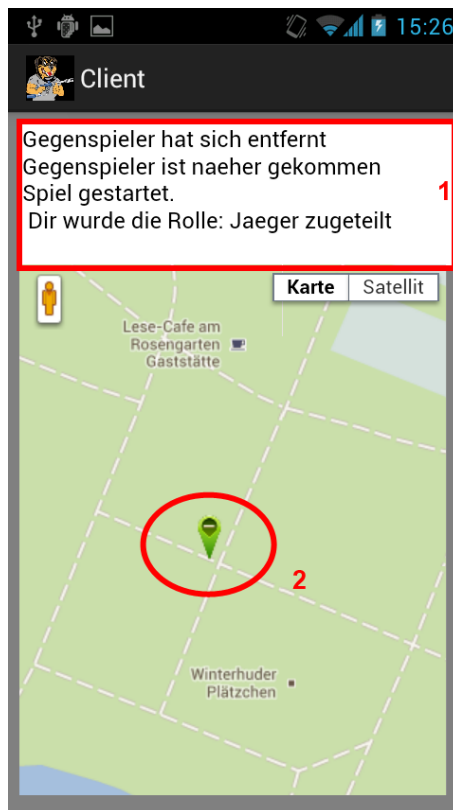 15:26
Client
Gegenspieler hat sich entfernt
Gegenspieler ist naeher gekommen
Spiel gestartet.
Dir wurde die Rolle: Jaeger zugeteilt
1
Karte Satellit
Lese-Cafe am
Rosengarten
Gaststätte
2
Winterhuder
Plätzchen